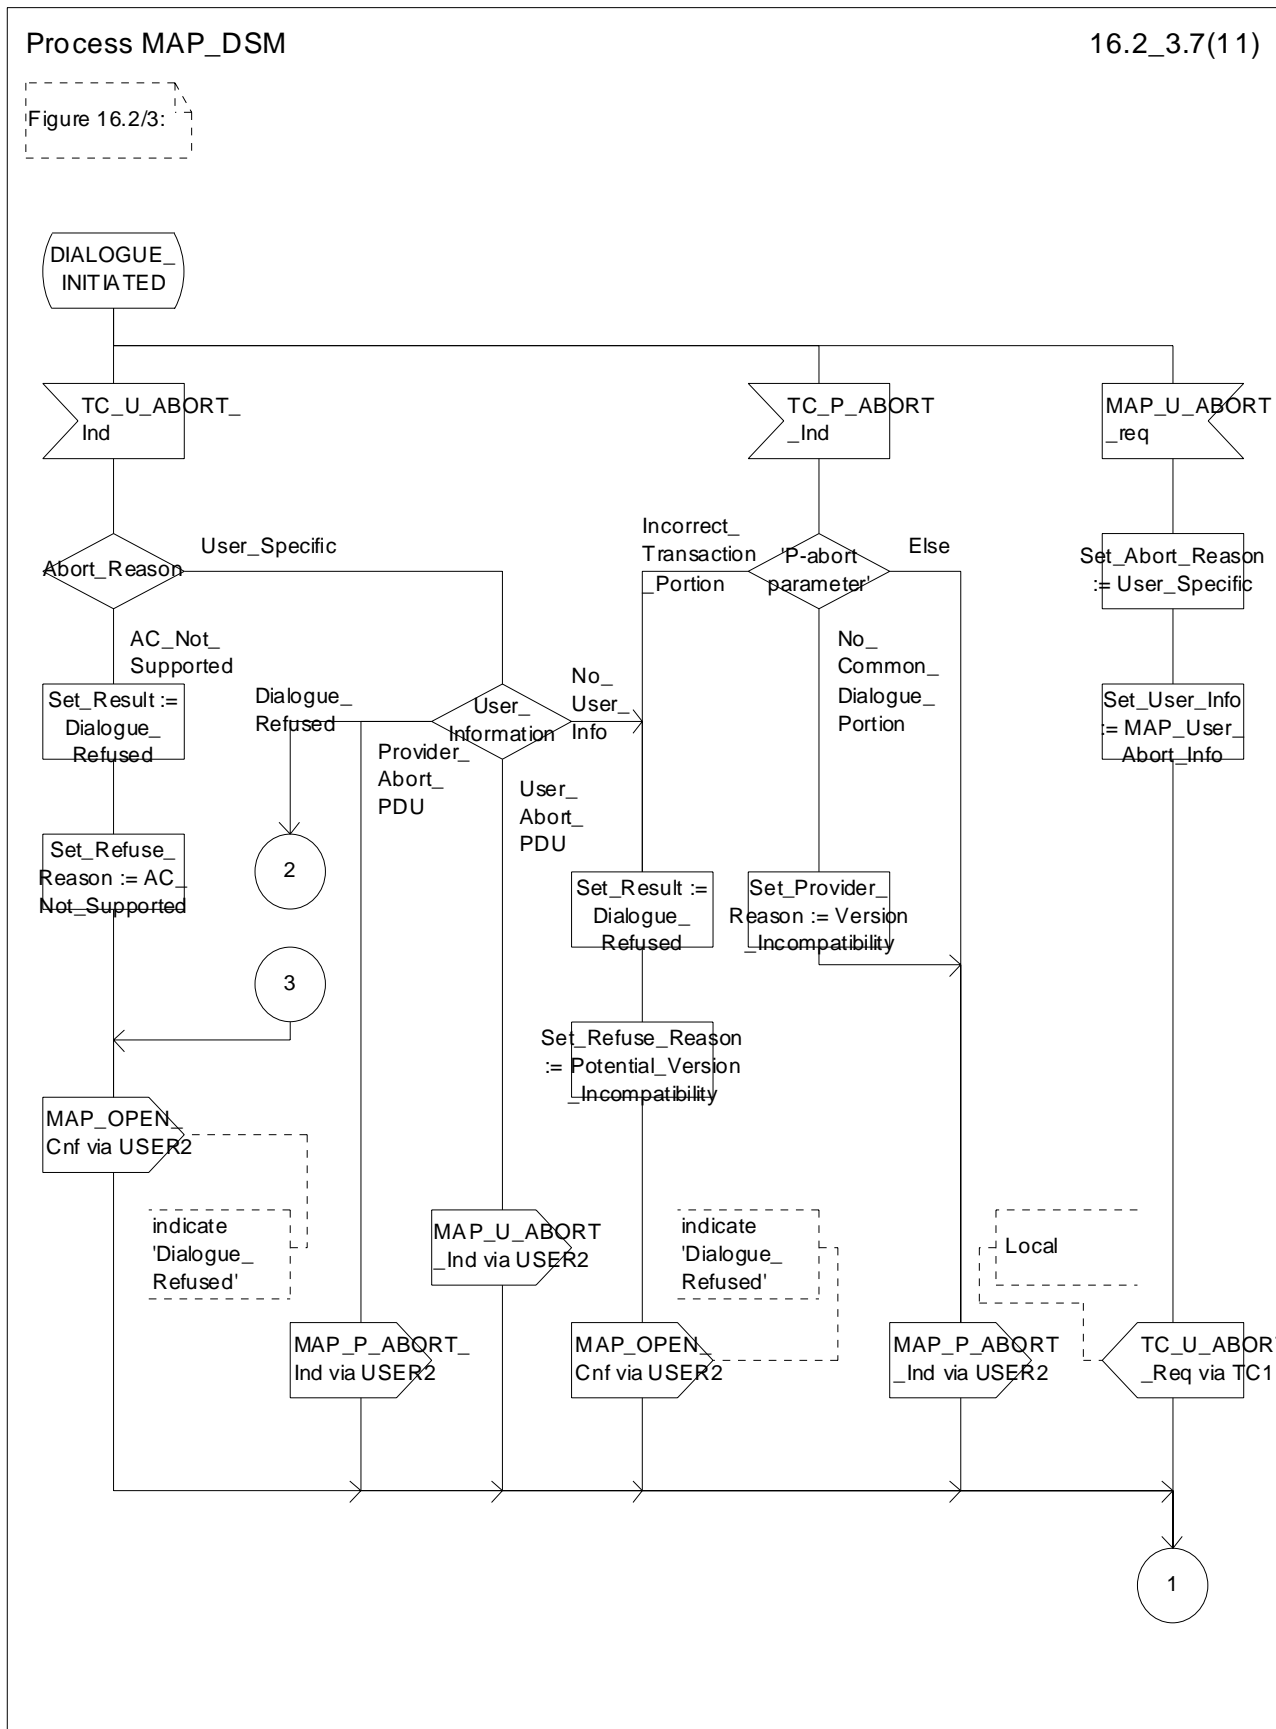 Process MAP_DSM
16.2_3.7(11)
Figure 16.2/3:
DIALOGUE_
INITIATED
TC_U_ABORT_
Ind
TC_P_ABORT
_Ind
MAP_U_ABORT
_req
Abort_Reason
User_Specific
Incorrect_
Transaction
_Portion
'P-abort
parameter'
Else
Set_Abort_Reason
:= User_Specific
AC_Not_
Supported
No_
Common_
Dialogue_
Portion
Set_Result :=
Dialogue_
Refused
Dialogue_
Refused
User_
Information
No_
User_
Info
Provider_
Abort_
PDU
User_
Abort_
PDU
Set_User_Info
:= MAP_User_
Abort_Info
Set_Refuse_
Reason := AC_
Not_Supported
2
Set_Result :=
Dialogue_
Refused
Set_Provider_
Reason := Version
_Incompatibility
3
Set_Refuse_Reason
:= Potential_Version
_Incompatibility
MAP_OPEN_
Cnf via USER2
indicate
'Dialogue_
Refused'
MAP_U_ABORT
_Ind via USER2
indicate
'Dialogue_
Refused'
Local
MAP_P_ABORT_
Ind via USER2
MAP_OPEN_
Cnf via USER2
MAP_P_ABORT
_Ind via USER2
TC_U_ABORT
_Req via TC1
1